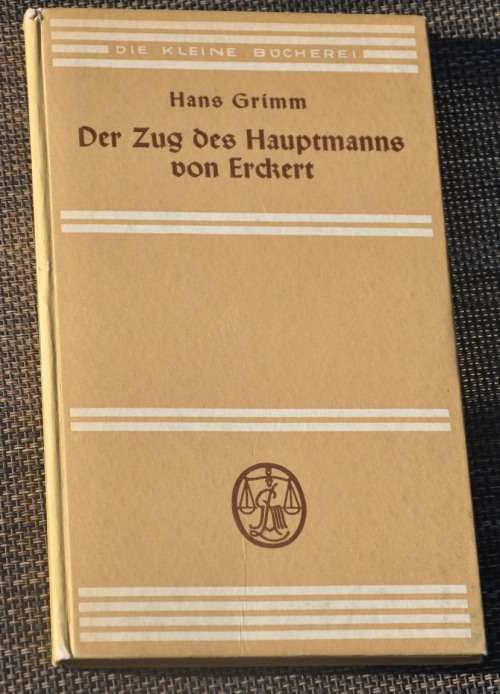 DIE KLEINE BÜCHEREI
Hans Grimm
Der Zug des Hauptmanns
von Erckert